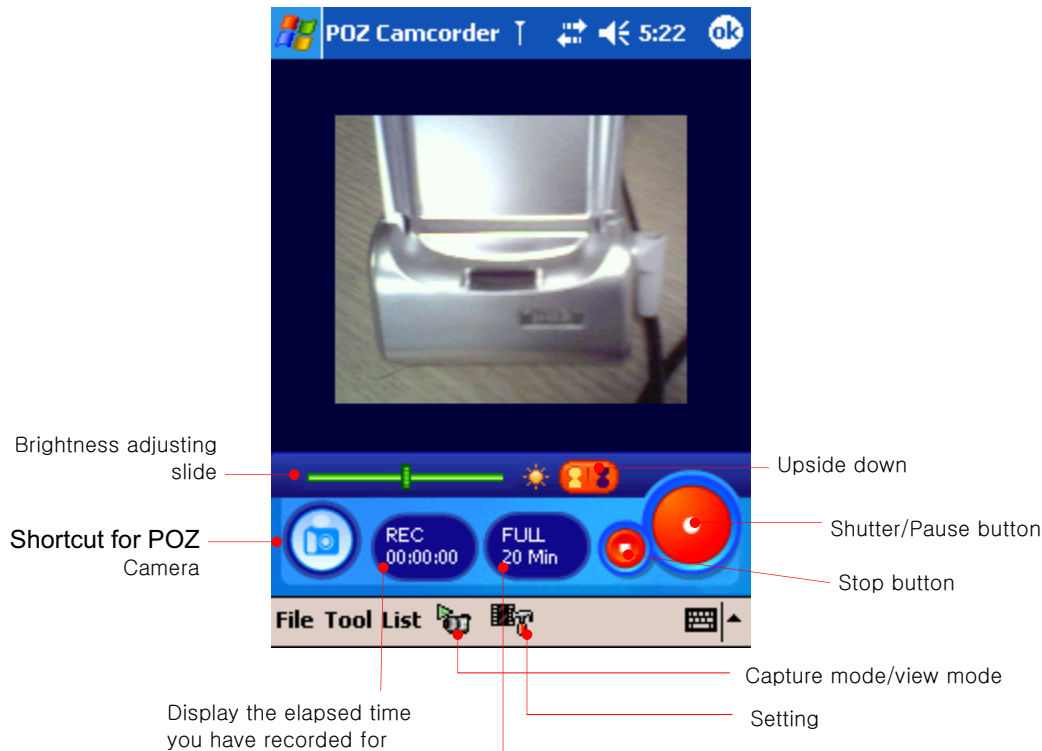 POZ Camcorder 5:22 ok
Brightness adjusting
slide
Upside down
Shortcut for POZ
Camera
REC
00:00:00
FULL
20 Min
Shutter/Pause button
Stop button
File Tool List
Capture mode/view mode
Setting
Display the elapsed time
you have recorded for